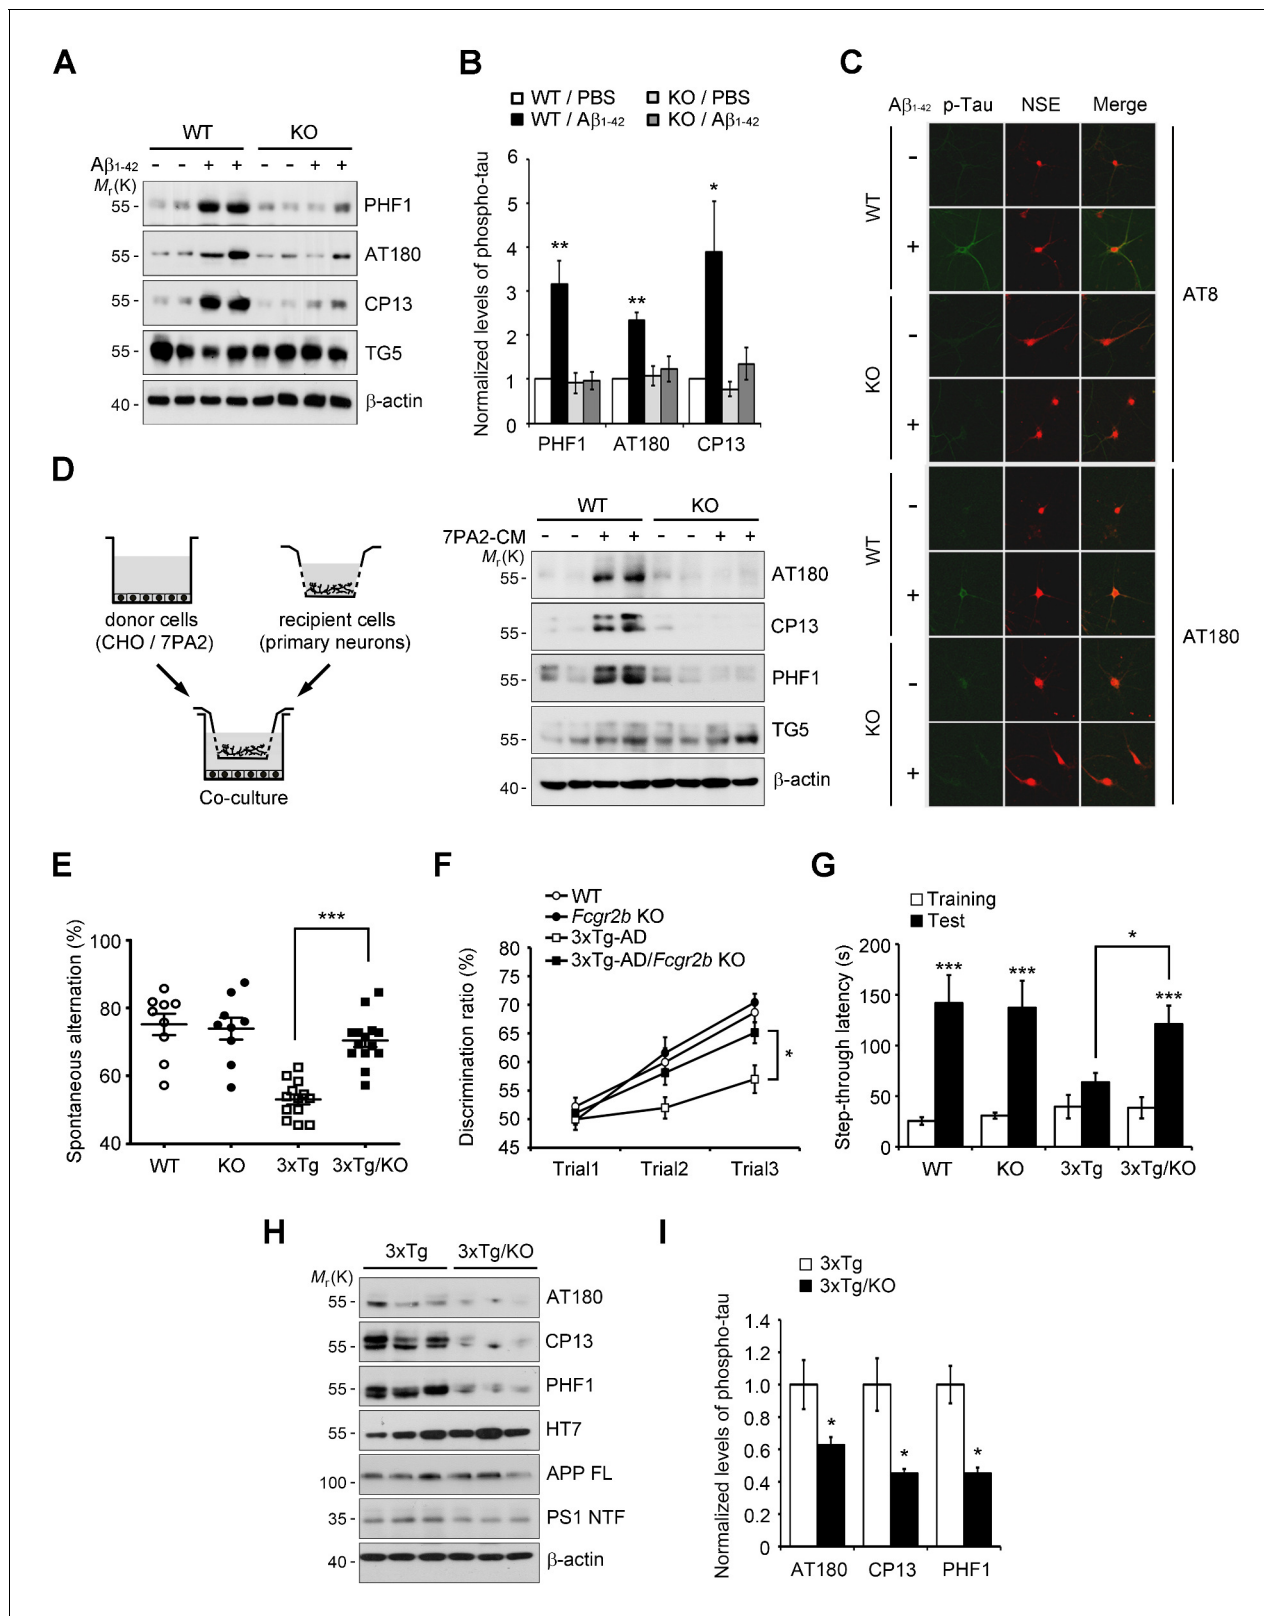 A
WT KO
Aβ1-42 - - + + - - + +
Mr(K)
55 - PHF1
55 - AT180
55 - CP13
55 - TG5
40 - β-actin
B
WT / PBS KO / PBS
WT / Aβ1-42 KO / Aβ1-42
Normalized levels of phospho-tau
6
5
4
3
2
1
0
** ** *
PHF1 AT180 CP13
C
Aβ1-42 p-Tau NSE Merge
WT - +
KO - +
AT8
WT - +
KO - +
AT180
D
donor cells
(CHO / 7PA2)
recipient cells
(primary neurons)
Co-culture
WT KO
7PA2-CM - - + + - - + +
Mr(K)
55 - AT180
55 - CP13
55 - PHF1
55 - TG5
40 - β-actin
E
Spontaneous alternation (%)
100
80
60
40
***
WT KO 3xTg 3xTg/KO
F
WT
Fcgr2b KO
3xTg-AD
3xTg-AD/Fcgr2b KO
Discrimination ratio (%)
80
75
70
65
60
55
50
45
*
Trial1 Trial2 Trial3
G
Training
Test
Step-through latency (s)
200
150
100
50
0
*** *** * ***
WT KO 3xTg 3xTg/KO
H
3xTg 3xTg/KO
Mr(K)
55 - AT180
55 - CP13
55 - PHF1
55 - HT7
100 - APP FL
35 - PS1 NTF
40 - β-actin
I
3xTg
3xTg/KO
Normalized levels of phospho-tau
1.4
1.2
1.0
0.8
0.6
0.4
0.2
0
* * *
AT180 CP13 PHF1